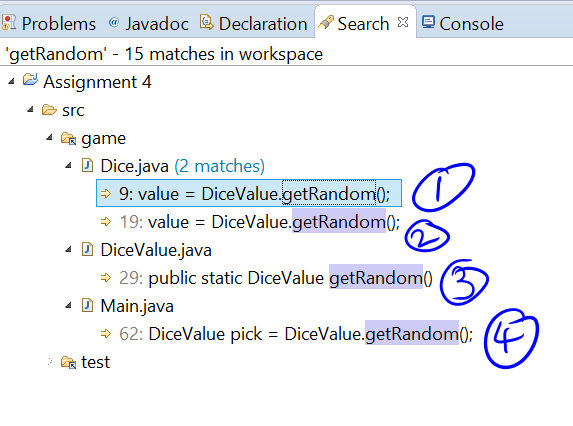 Problems @ Javadoc Declaration Search Console
'getRandom' - 15 matches in workspace
Assignment 4
src
game
Dice.java (2 matches)
9: value = DiceValue.getRandom(); 1
19: value = DiceValue.getRandom(); 2
DiceValue.java
29: public static DiceValue getRandom() 3
Main.java
62: DiceValue pick = DiceValue.getRandom(); 4
test